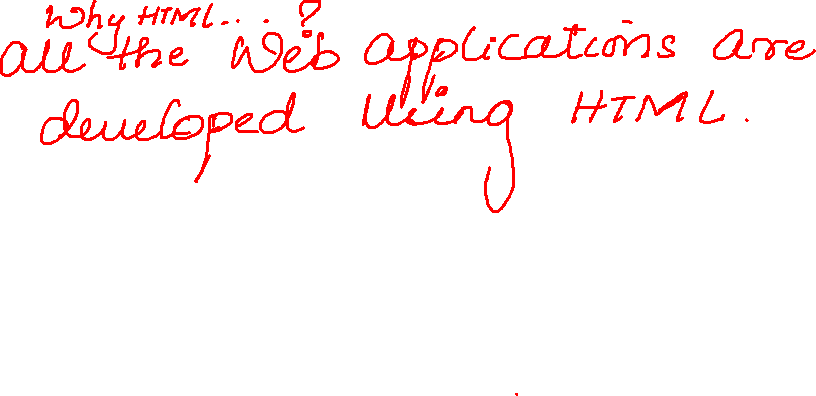 Why HTML....?
All the Web applications are
developed Using HTML.